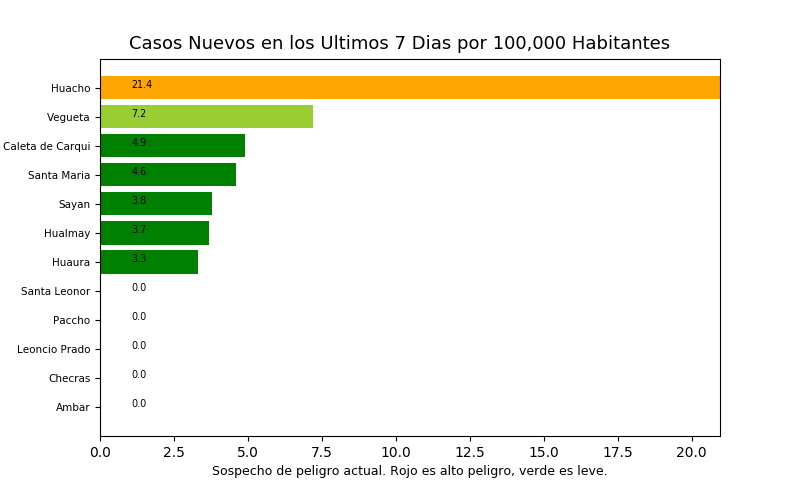 Casos Nuevos en los Ultimos 7 Dias por 100,000 Habitantes
Huacho 21.4
Vegueta 7.2
Caleta de Carqui 4.9
Santa Maria 4.6
Sayan 3.8
Hualmay 3.7
Huaura 3.3
Santa Leonor 0.0
Paccho 0.0
Leoncio Prado 0.0
Checras 0.0
Ambar 0.0
0.0 2.5 5.0 7.5 10.0 12.5 15.0 17.5 20.0
Sospecho de peligro actual. Rojo es alto peligro, verde es leve.